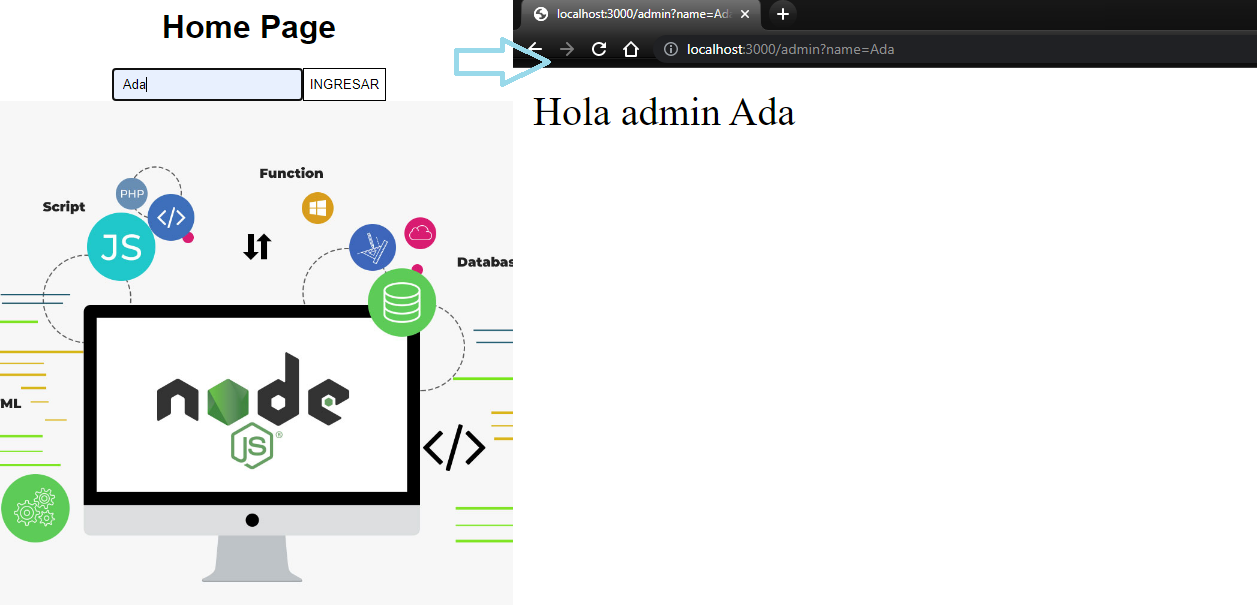 Home Page
Ada
INGRESAR
Function
PHP
Script
</>
JS
Databas
node
JS
ML
</>
localhost:3000/admin?name=Ad
localhost:3000/admin?name=Ada
Hola admin Ada